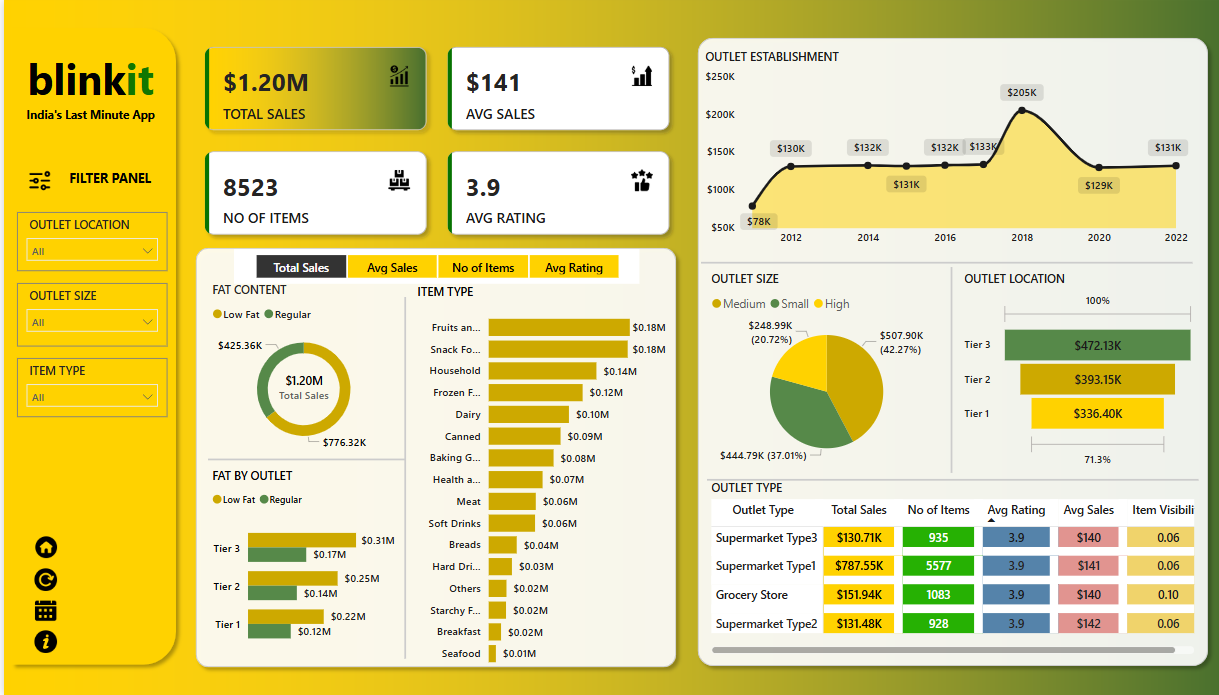 blinkit
India's Last Minute App
FILTER PANEL
OUTLET LOCATION
All
OUTLET SIZE
All
ITEM TYPE
All
$1.20M
TOTAL SALES
$141
AVG SALES
8523
NO OF ITEMS
3.9
AVG RATING
Total Sales Avg Sales No of Items Avg Rating
FAT CONTENT
Low Fat Regular
$425.36K
$1.20M
Total Sales
$776.32K
FAT BY OUTLET
Low Fat Regular
Tier 3 $0.31M
$0.17M
Tier 2 $0.25M
$0.14M
Tier 1 $0.22M
$0.12M
ITEM TYPE
Fruits an... $0.18M
Snack Fo... $0.18M
Household $0.14M
Frozen F... $0.12M
Dairy $0.10M
Canned $0.09M
Baking G... $0.08M
Health a... $0.07M
Meat $0.06M
Soft Drinks $0.06M
Breads $0.04M
Hard Dri... $0.03M
Others $0.02M
Starchy F... $0.02M
Breakfast $0.02M
Seafood $0.01M
OUTLET ESTABLISHMENT
$250K
$200K
$150K
$100K
$50K
$78K
$130K
$132K
$131K
$132K
$133K
$205K
$129K
$131K
2012 2014 2016 2018 2020 2022
OUTLET SIZE
Medium Small High
$248.99K
(20.72%)
$507.90K
(42.27%)
$444.79K (37.01%)
OUTLET LOCATION
100%
Tier 3 $472.13K
Tier 2 $393.15K
Tier 1 $336.40K
71.3%
OUTLET TYPE
Outlet Type Total Sales No of Items Avg Rating Avg Sales Item Visibili
Supermarket Type3 $130.71K 935 3.9 $140 0.06
Supermarket Type1 $787.55K 5577 3.9 $141 0.06
Grocery Store $151.94K 1083 3.9 $140 0.10
Supermarket Type2 $131.48K 928 3.9 $142 0.06